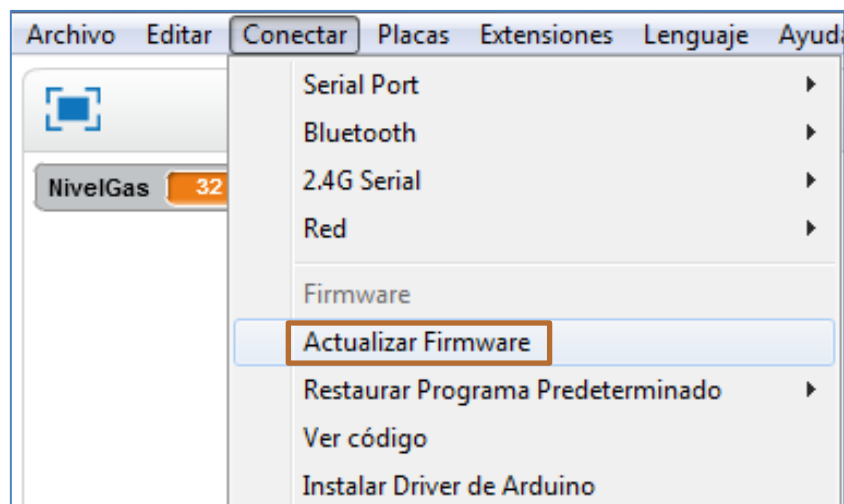 Archivo Editar Conectar Placas Extensiones Lenguaje Ayuda
Serial Port
Bluetooth
2.4G Serial
NivelGas 32
Red
Firmware
Actualizar Firmware
Restaurar Programa Predeterminado
Ver código
Instalar Driver de Arduino